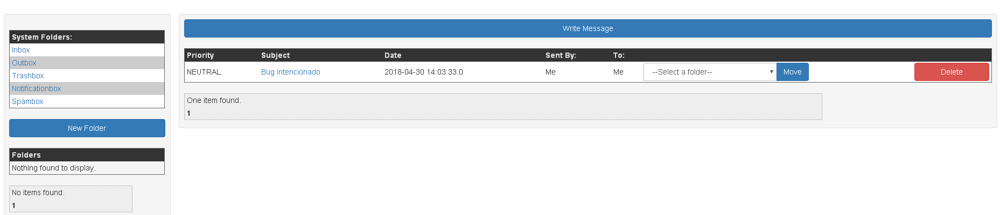 System Folders:
Inbox
Outbox
Trashbox
Notificationbox
Spambox
New Folder
Folders
Nothing found to display.
No items found.
1
Write Message
Priority Subject Date Sent By: To:
NEUTRAL Bug intencionado 2018-04-30 14:03:33.0 Me Me --Select a folder-- Move Delete
One item found.
1